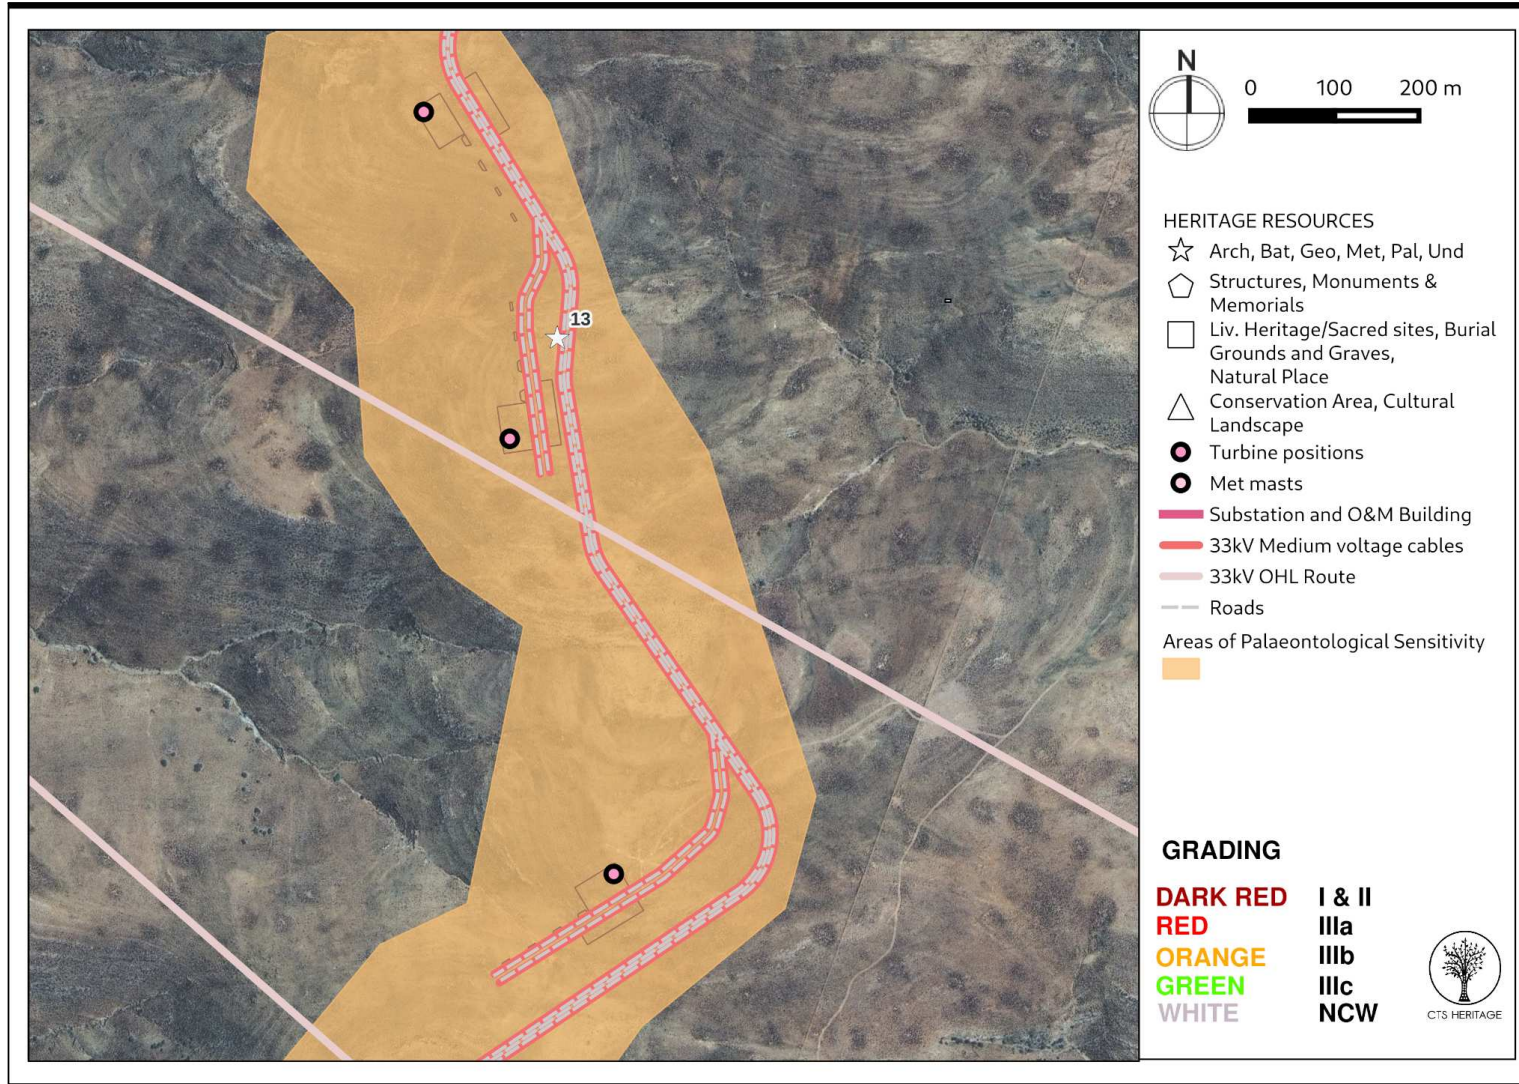 N
0 100 200 m
13
HERITAGE RESOURCES
Arch, Bat, Geo, Met, Pal, Und
Structures, Monuments &
Memorials
Liv. Heritage/Sacred sites, Burial
Grounds and Graves,
Natural Place
Conservation Area, Cultural
Landscape
Turbine positions
Met masts
Substation and O&M Building
33kV Medium voltage cables
33kV OHL Route
Roads
Areas of Palaeontological Sensitivity
GRADING
DARK RED I & II
RED IIIa
ORANGE IIIb
GREEN IIIc
WHITE NCW
CTS HERITAGE